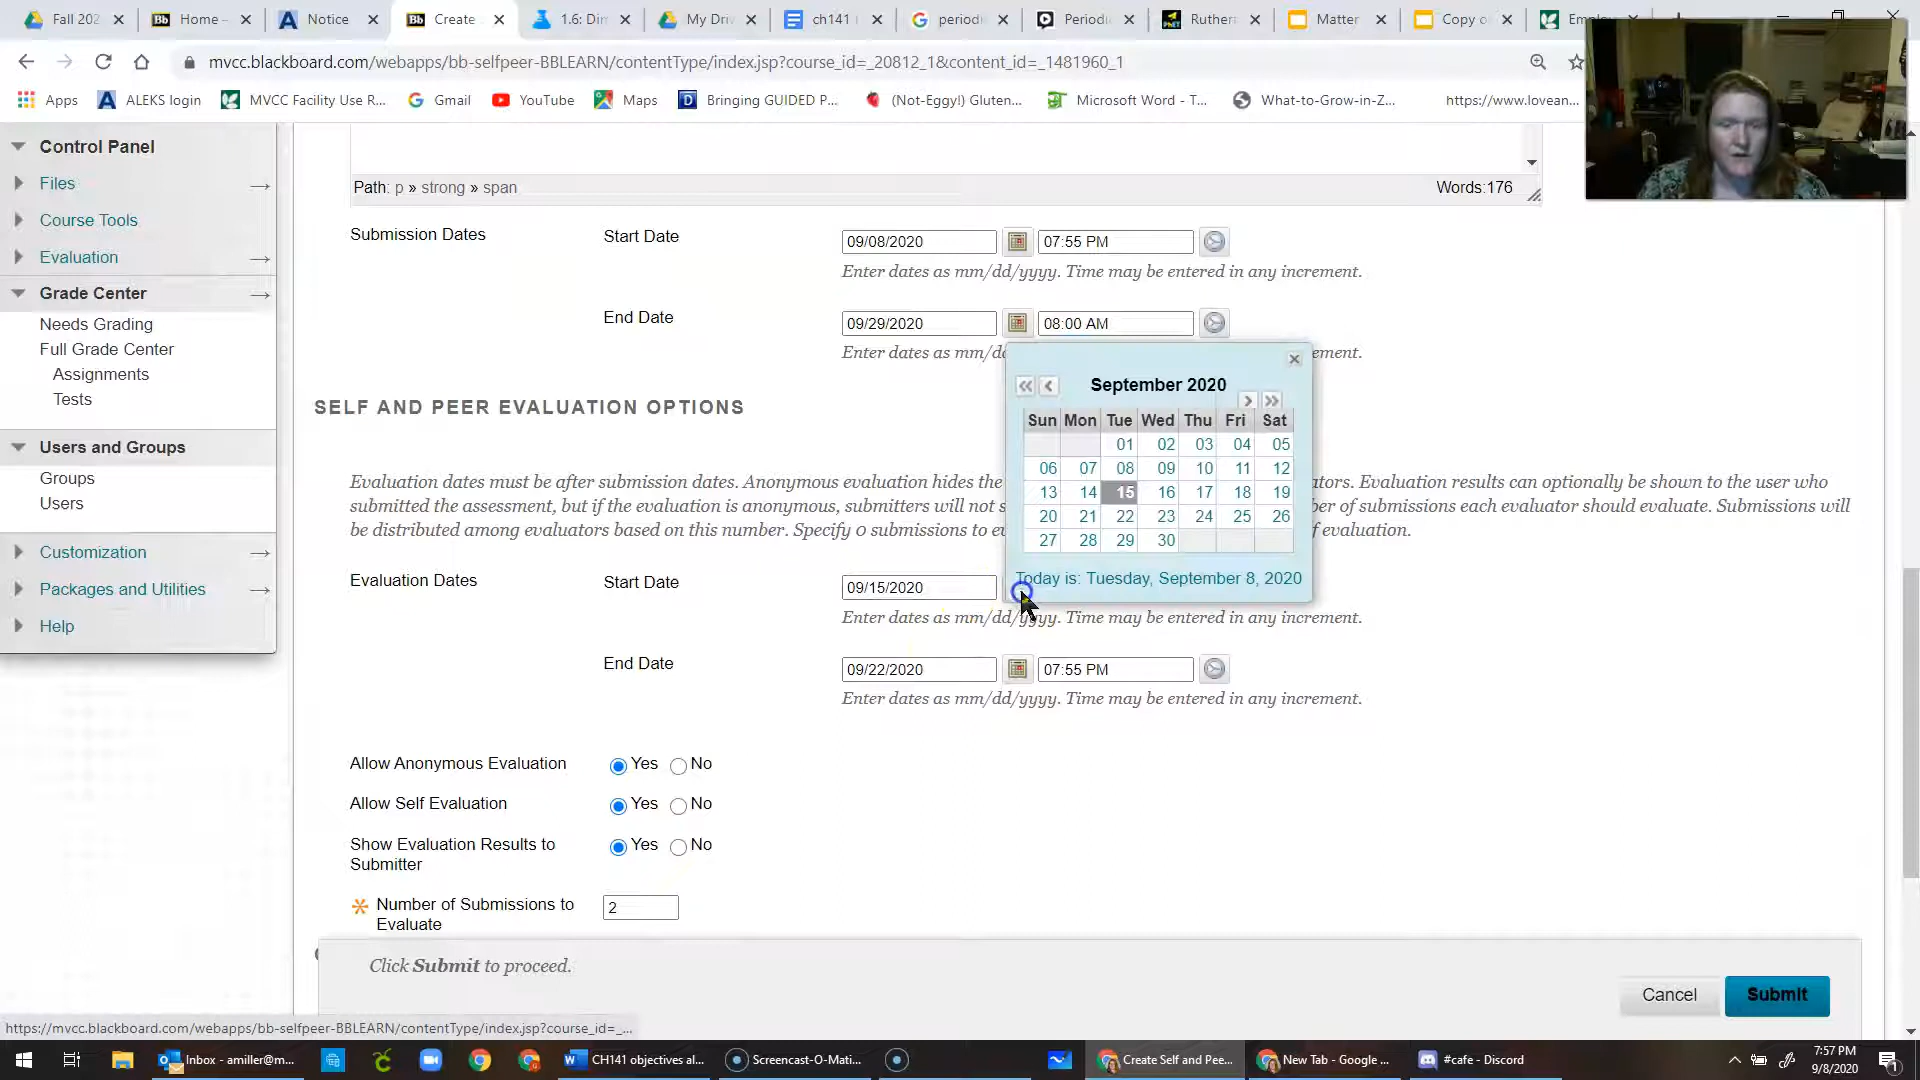 Fall 202
Home –
Notice
Create
1.6: Dim
My Driv
ch141
periodi
Periodi
Ruther
Matter
Copy o
Emplo
mvcc.blackboard.com/webapps/bb-selfpeer-BBLEARN/contentType/index.jsp?course_id=_20812_1&content_id=_1481960_1
Apps
ALEKS login
MVCC Facility Use R...
Gmail
YouTube
Maps
Bringing GUIDED P...
(Not-Eggy!) Gluten...
Microsoft Word - T...
What-to-Grow-in-Z...
https://www.lovean...
Control Panel
Files
Course Tools
Evaluation
Grade Center
Needs Grading
Full Grade Center
Assignments
Tests
Users and Groups
Groups
Users
Customization
Packages and Utilities
Help
Path: p » strong » span
Words:176
Submission Dates
Start Date
09/08/2020
07:55 PM
Enter dates as mm/dd/yyyy. Time may be entered in any increment.
End Date
09/29/2020
08:00 AM
Enter dates as mm/dd
ement.
SELF AND PEER EVALUATION OPTIONS
September 2020
Sun Mon Tue Wed Thu Fri Sat
01 02 03 04 05
06 07 08 09 10 11 12
13 14 15 16 17 18 19
20 21 22 23 24 25 26
27 28 29 30
Today is: Tuesday, September 8, 2020
Evaluation dates must be after submission dates. Anonymous evaluation hides the
ators. Evaluation results can optionally be shown to the user who
submitted the assessment, but if the evaluation is anonymous, submitters will not s
ber of submissions each evaluator should evaluate. Submissions will
be distributed among evaluators based on this number. Specify 0 submissions to e
f evaluation.
Evaluation Dates
Start Date
09/15/2020
Enter dates as mm/dd/yyyy. Time may be entered in any increment.
End Date
09/22/2020
07:55 PM
Enter dates as mm/dd/yyyy. Time may be entered in any increment.
Allow Anonymous Evaluation
Yes
No
Allow Self Evaluation
Yes
No
Show Evaluation Results to
Submitter
Yes
No
Number of Submissions to
Evaluate
2
Click Submit to proceed.
Cancel
Submit
https://mvcc.blackboard.com/webapps/bb-selfpeer-BBLEARN/contentType/index.jsp?course_id=_...
Inbox - amiller@m...
CH141 objectives al...
Screencast-O-Mati...
Create Self and Pee...
New Tab - Google ...
#cafe - Discord
7:57 PM
9/8/2020
1